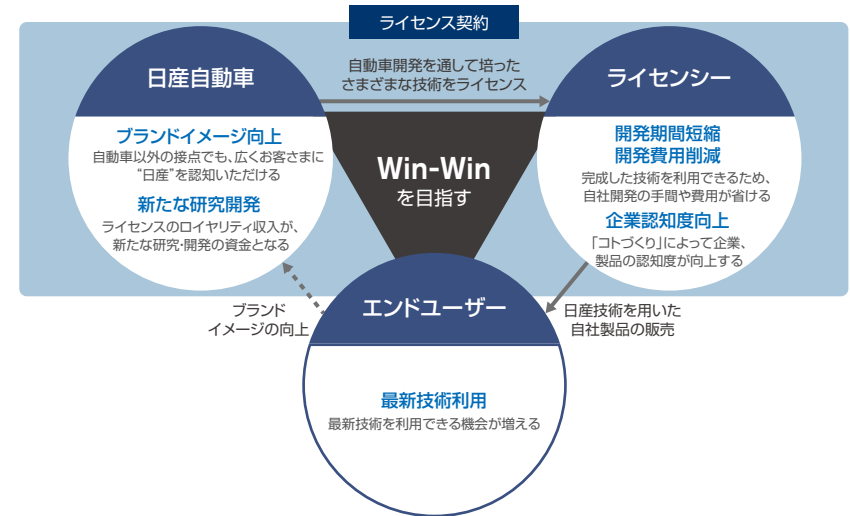 ライセンス契約
日産自動車
自動車開発を通して培った
さまざまな技術をライセンス
ライセンシー
ブランドイメージ向上
自動車以外の接点でも、広くお客さまに
“日産”を認知いただける
新たな研究開発
ライセンスのロイヤリティ収入が、
新たな研究・開発の資金となる
Win-Win
を目指す
開発期間短縮
開発費用削減
完成した技術を利用できるため、
自社開発の手間や費用が省ける
企業認知度向上
「コトづくり」によって企業、
製品の認知度が向上する
ブランド
イメージの向上
エンドユーザー
日産技術を用いた
自社製品の販売
最新技術利用
最新技術を利用できる機会が増える